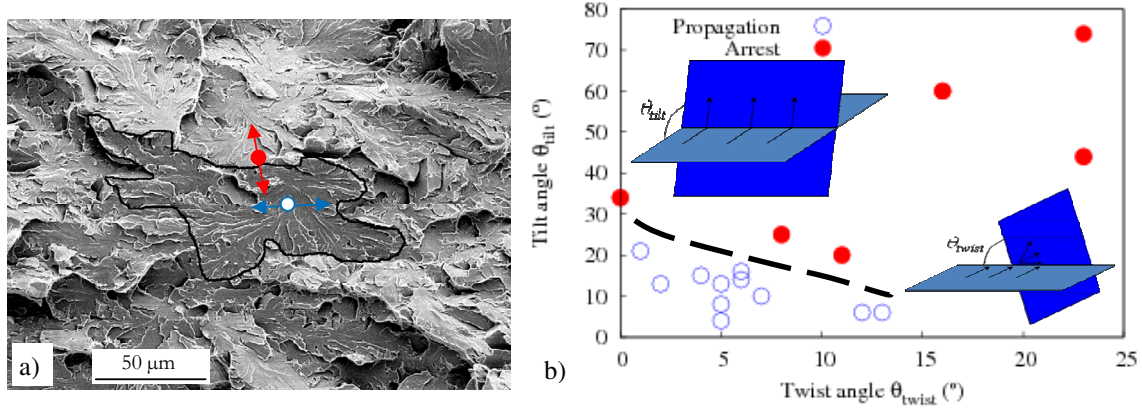 a)
50 µm
b)
Tilt angle θtilt (°)
80
70
60
50
40
30
20
10
0
Propagation
Arrest
θtilt
θtwist
0
5
10
15
20
25
Twist angle θtwist (°)